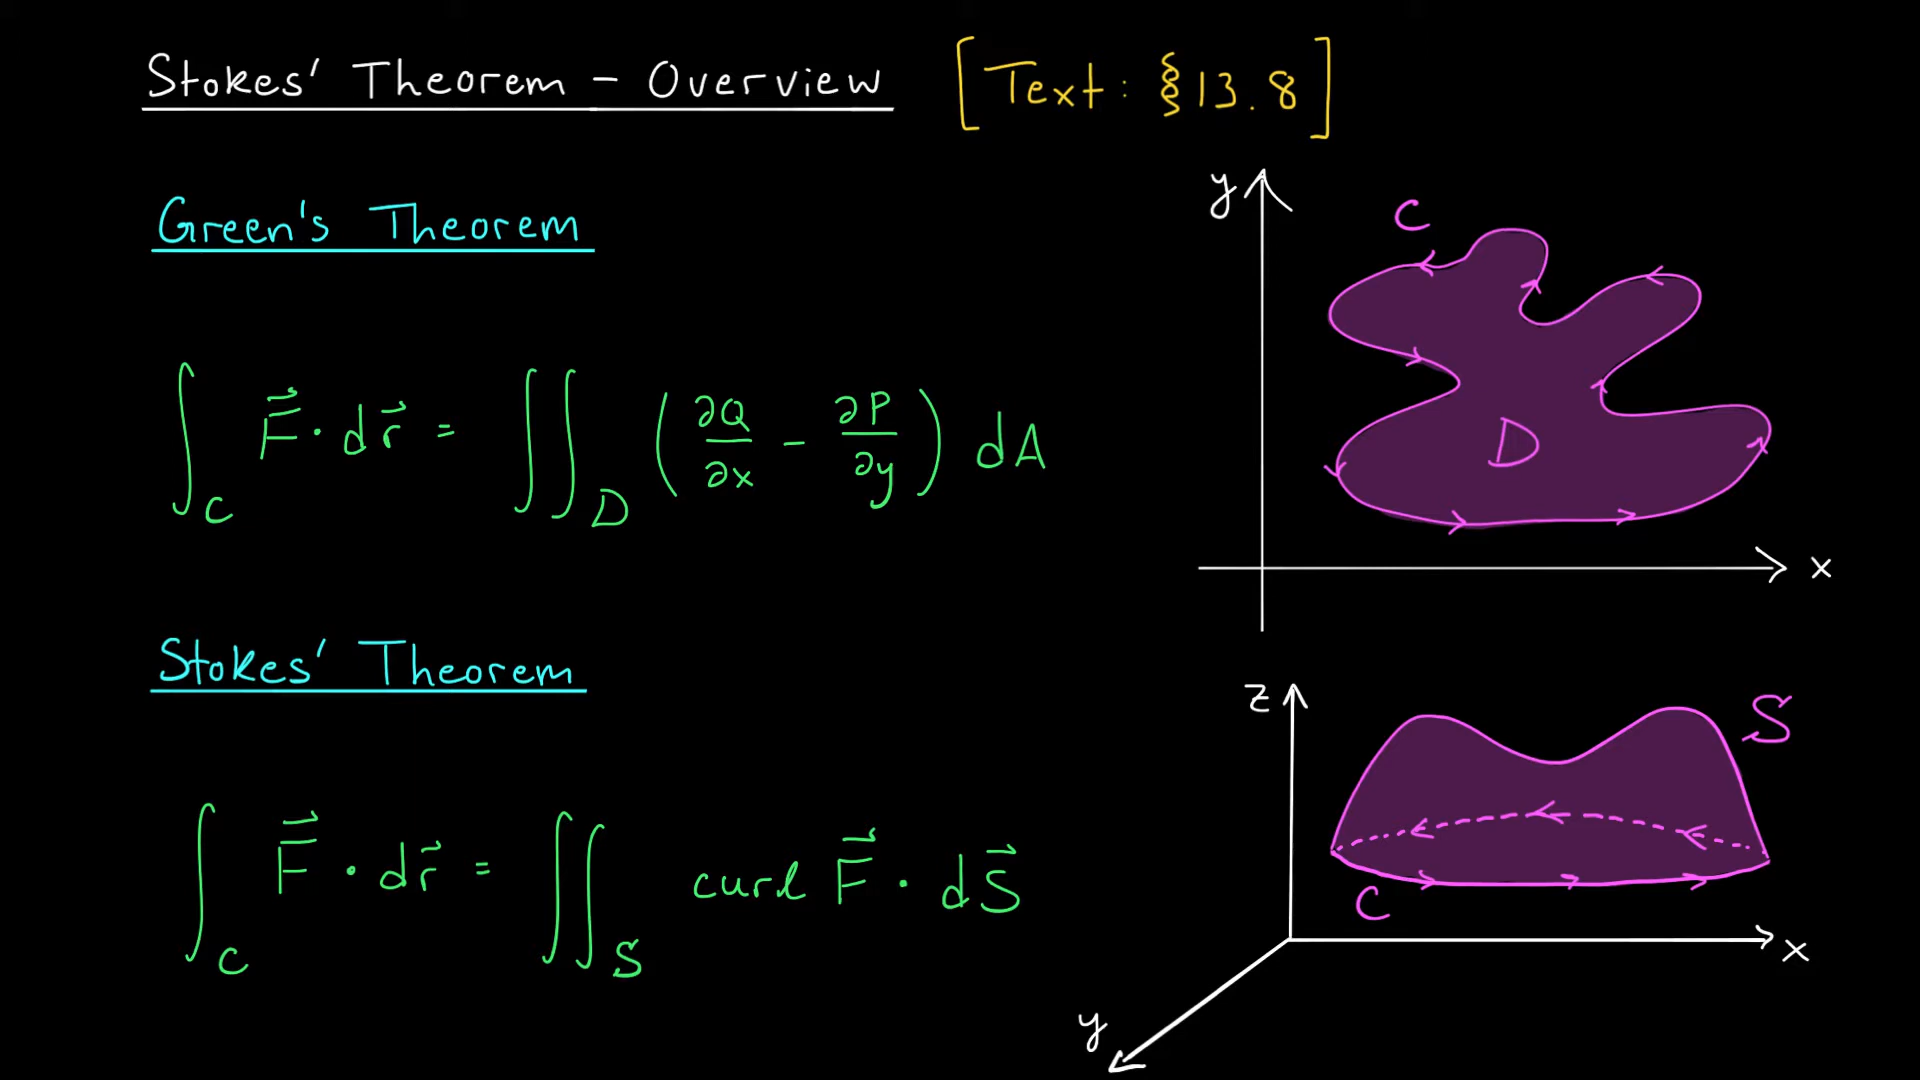 Stokes' Theorem - Overview [Text: §13.8]
Green's Theorem
∫_C F⃗ · dr⃗ = ∬_D (∂Q/∂x − ∂P/∂y) dA
y
C
D
x
Stokes' Theorem
∫_C F⃗ · dr⃗ = ∬_S curl F⃗ · dS⃗
z
S
C
x
y